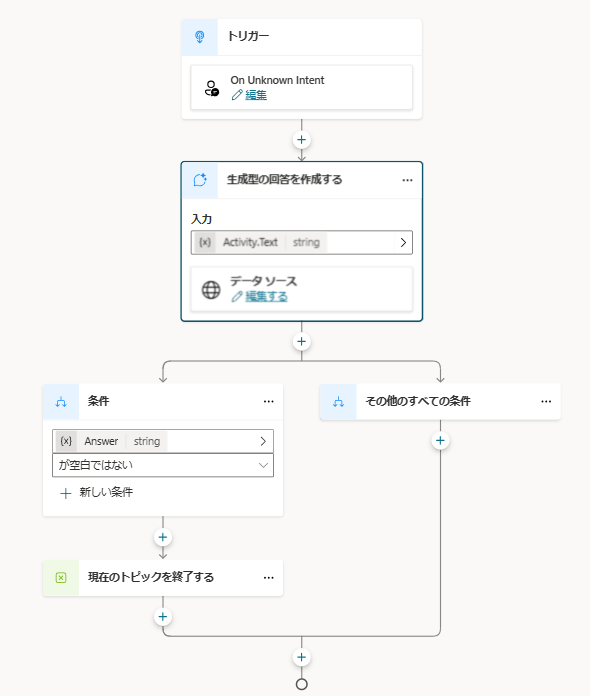 トリガー
On Unknown Intent
編集
生成型の回答を作成する
入力
{x} Activity.Text string
データ ソース
編集する
条件
その他のすべての条件
{x} Answer string
が空白ではない
新しい条件
現在のトピックを終了する